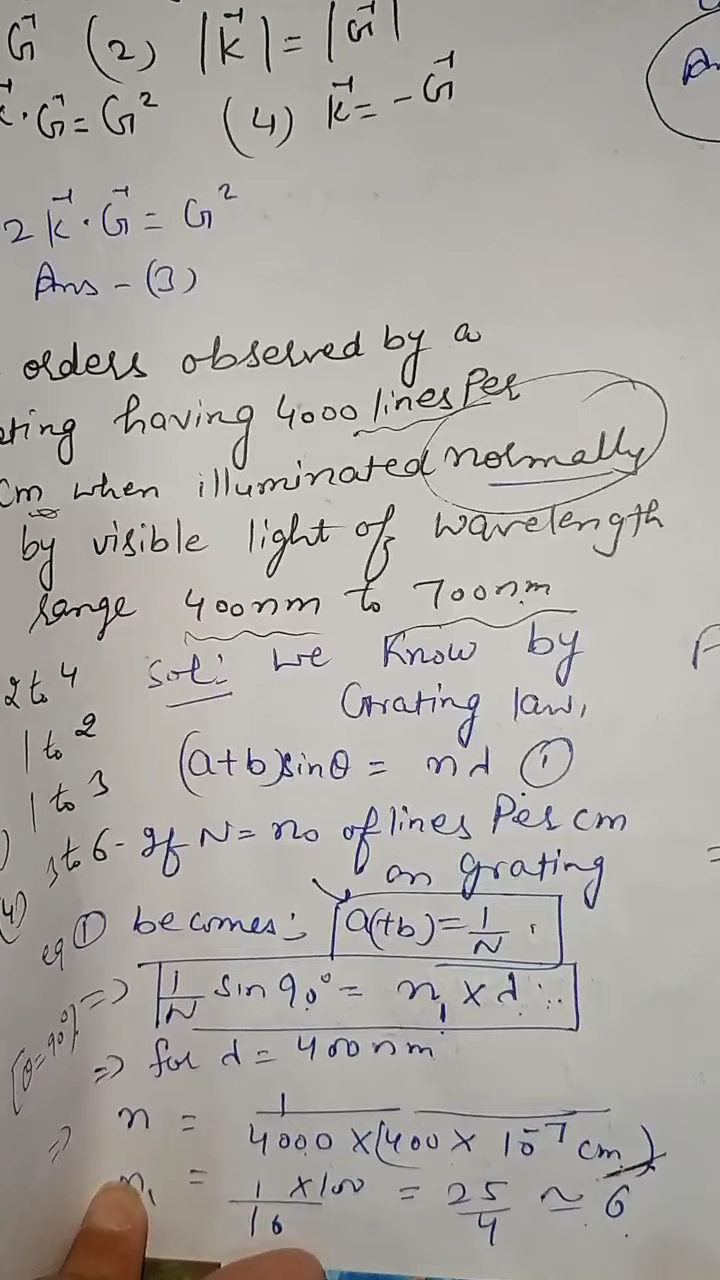 G⃗ (2) |k⃗| = |G⃗|
k⃗·G⃗ = G² (4) k⃗ = -G⃗
2k⃗·G⃗ = G²
Ans - (3)
orders observed by a
ting having 4000 lines Per
cm when illuminated normally
by visible light of wavelength
range 400nm to 700nm
2 to 4
1 to 2
1 to 3
3 to 6
Sol: We Know by
Grating law,
(a+b)sinθ = nλ ①
If N = no of lines Per cm
on grating
eq ① becomes; a(+b) = 1/N
[θ=90°] => 1/N sin 90° = n₁ × λ
=> for λ = 400nm
=> n = 1/4000 × (400 × 10⁻⁷ cm)
n₁ = 1 × 100/16 = 25/4 ≃ 6